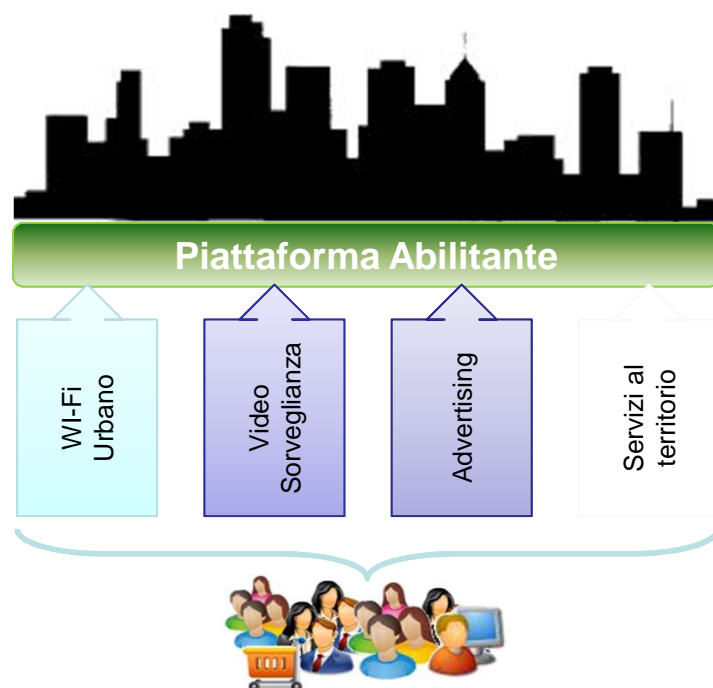 Piattaforma Abilitante
WI-Fi
Urbano
Video
Sorveglianza
Advertising
Servizi al
territorio